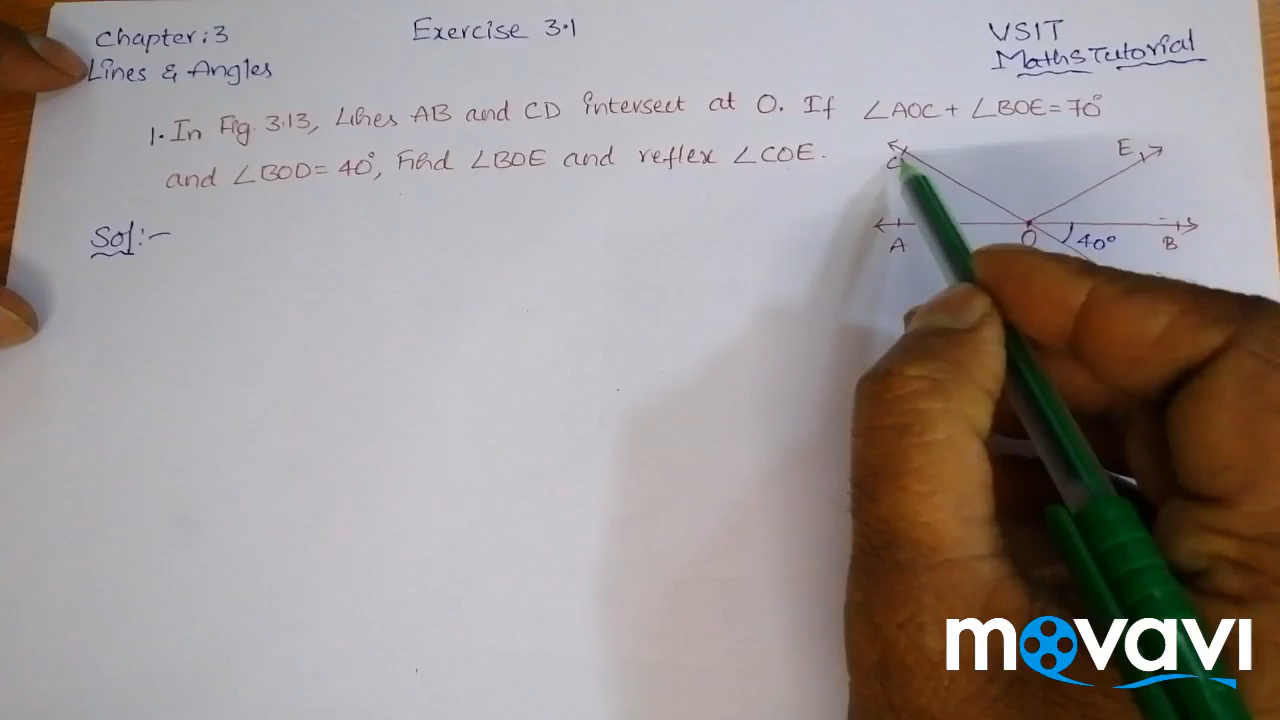 Chapter: 3
Exercise 3.1
VSIT
Lines & Angles
Maths Tutorial
1. In Fig 3.13, Lines AB and CD intersect at O. If ∠AOC + ∠BOE = 70°
and ∠BOD = 40°, Find ∠BOE and reflex ∠COE.
C
E
A
O
40°
B
Sol:-
movavi